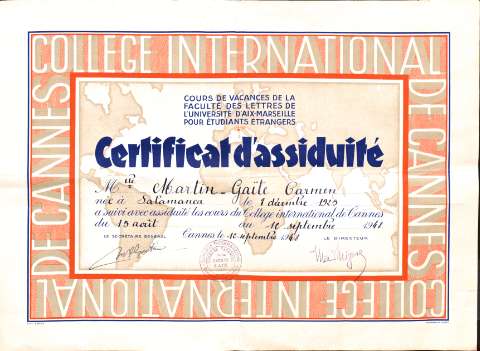 COLLEGE INTERNATIONAL
DE CANNES
COURS DE VACANCES DE LA
FACULTÉ DES LETTRES DE
L'UNIVERSITÉ D'AIX-MARSEILLE
POUR ÉTUDIANTS ÉTRANGERS
Certificat d'assiduité
Mlle Martin-Gaite Carmen
née à Salamanca le 8 décembre 1925
a suivi avec assiduité les cours du Collège international de Cannes
du 13 août au 10 septembre 1948
LE SECRÉTAIRE GÉNÉRAL Cannes le 10 septembre 1948 LE DIRECTEUR
COLLEGE INTERNATIONAL
DE CANNES